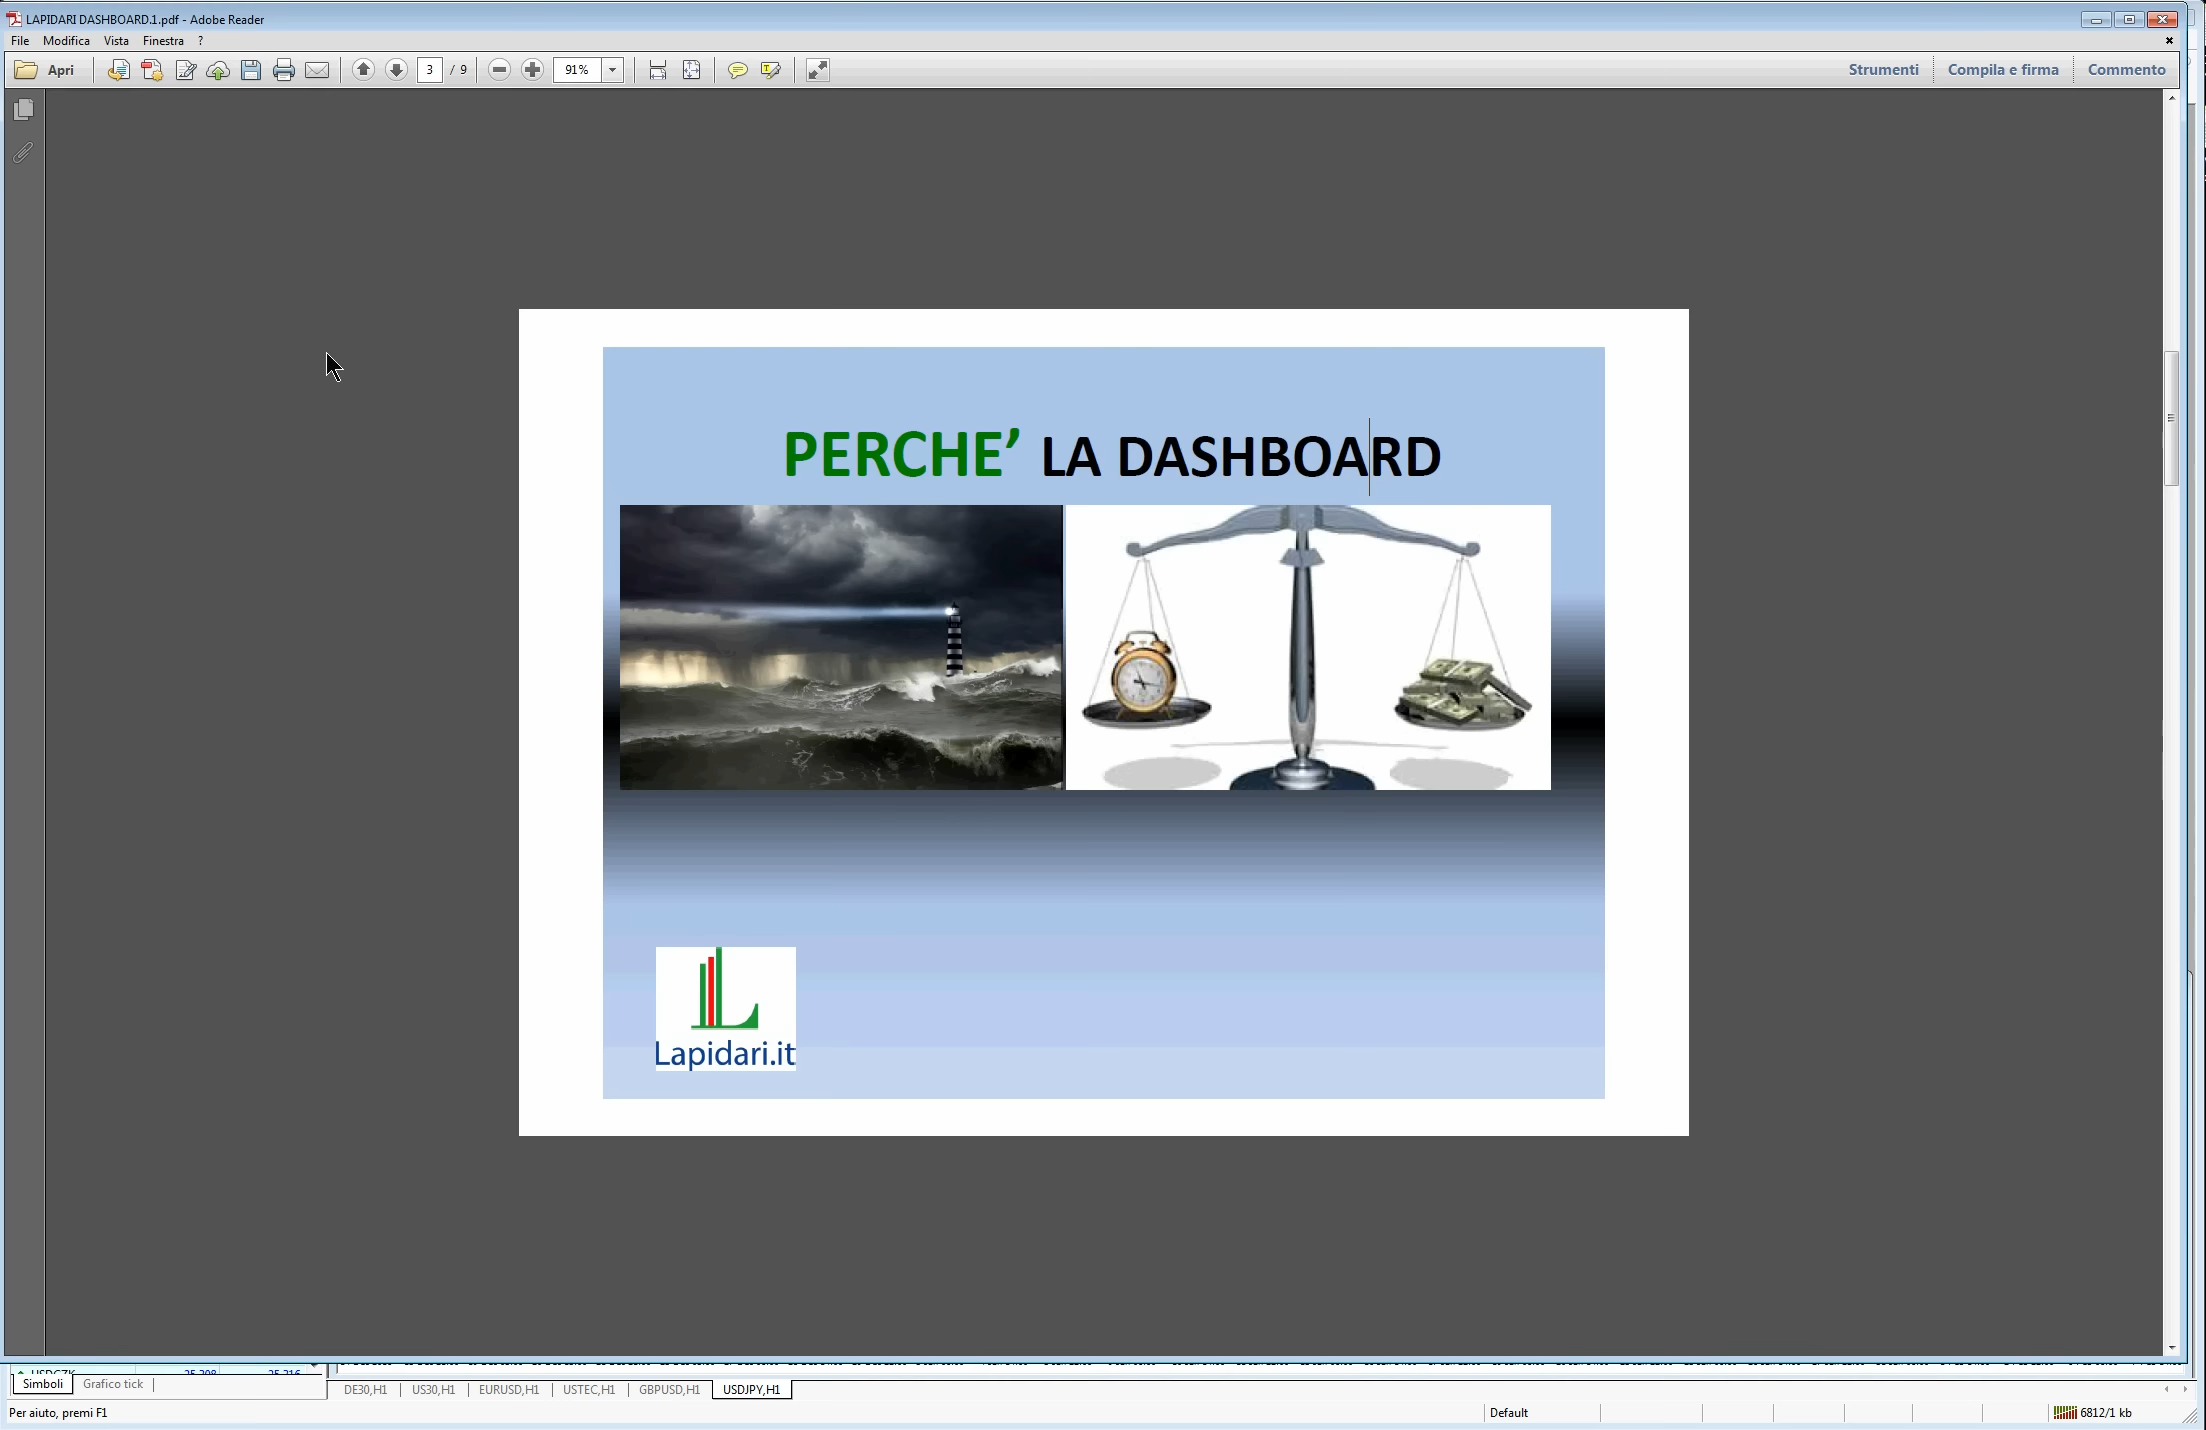 LAPIDARI DASHBOARD.1.pdf - Adobe Reader
File Modifica Vista Finestra ?
Apri 3 / 9 91% Strumenti Compila e firma Commento
PERCHE’ LA DASHBOARD
Lapidari.it
Simboli Grafico tick
DE30,H1 US30,H1 EURUSD,H1 USTEC,H1 GBPUSD,H1 USDJPY,H1
Per aiuto, premi F1 Default 6812/1 kb